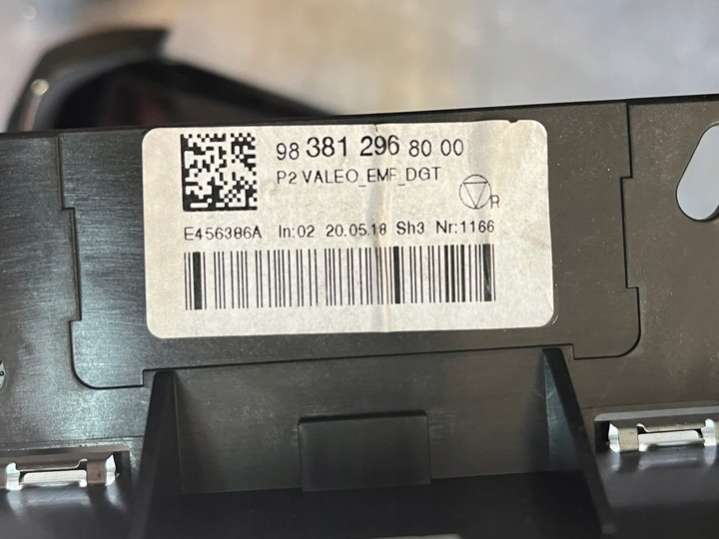 98 381 296 80 00
P2 VALEO_EMF_DGT
R
E456386A In:02 20.05.18 Sh3 Nr:1166